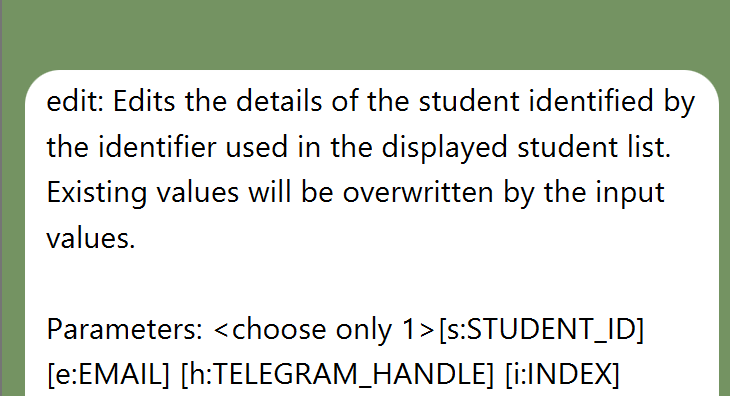 edit: Edits the details of the student identified by
the identifier used in the displayed student list.
Existing values will be overwritten by the input
values.
Parameters: <choose only 1>[s:STUDENT_ID]
[e:EMAIL] [h:TELEGRAM_HANDLE] [i:INDEX]